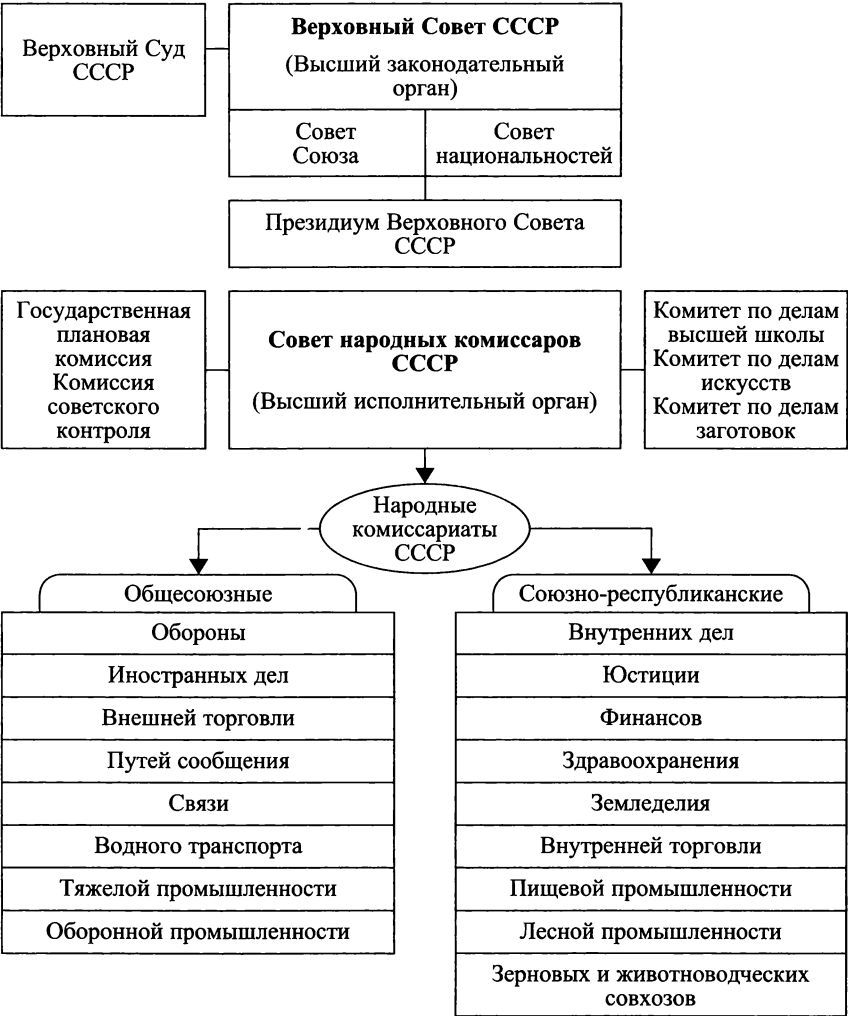 Верховный Суд
СССР
Верховный Совет СССР
(Высший законодательный
орган)
Совет
Союза
Совет
национальностей
Президиум Верховного Совета
СССР
Государственная
плановая
комиссия
Комиссия
советского
контроля
Совет народных комиссаров
СССР
(Высший исполнительный орган)
Комитет по делам
высшей школы
Комитет по делам
искусств
Комитет по делам
заготовок
Народные
комиссариаты
СССР
Общесоюзные
Обороны
Иностранных дел
Внешней торговли
Путей сообщения
Связи
Водного транспорта
Тяжелой промышленности
Оборонной промышленности
Союзно-республиканские
Внутренних дел
Юстиции
Финансов
Здравоохранения
Земледелия
Внутренней торговли
Пищевой промышленности
Лесной промышленности
Зерновых и животноводческих
совхозов